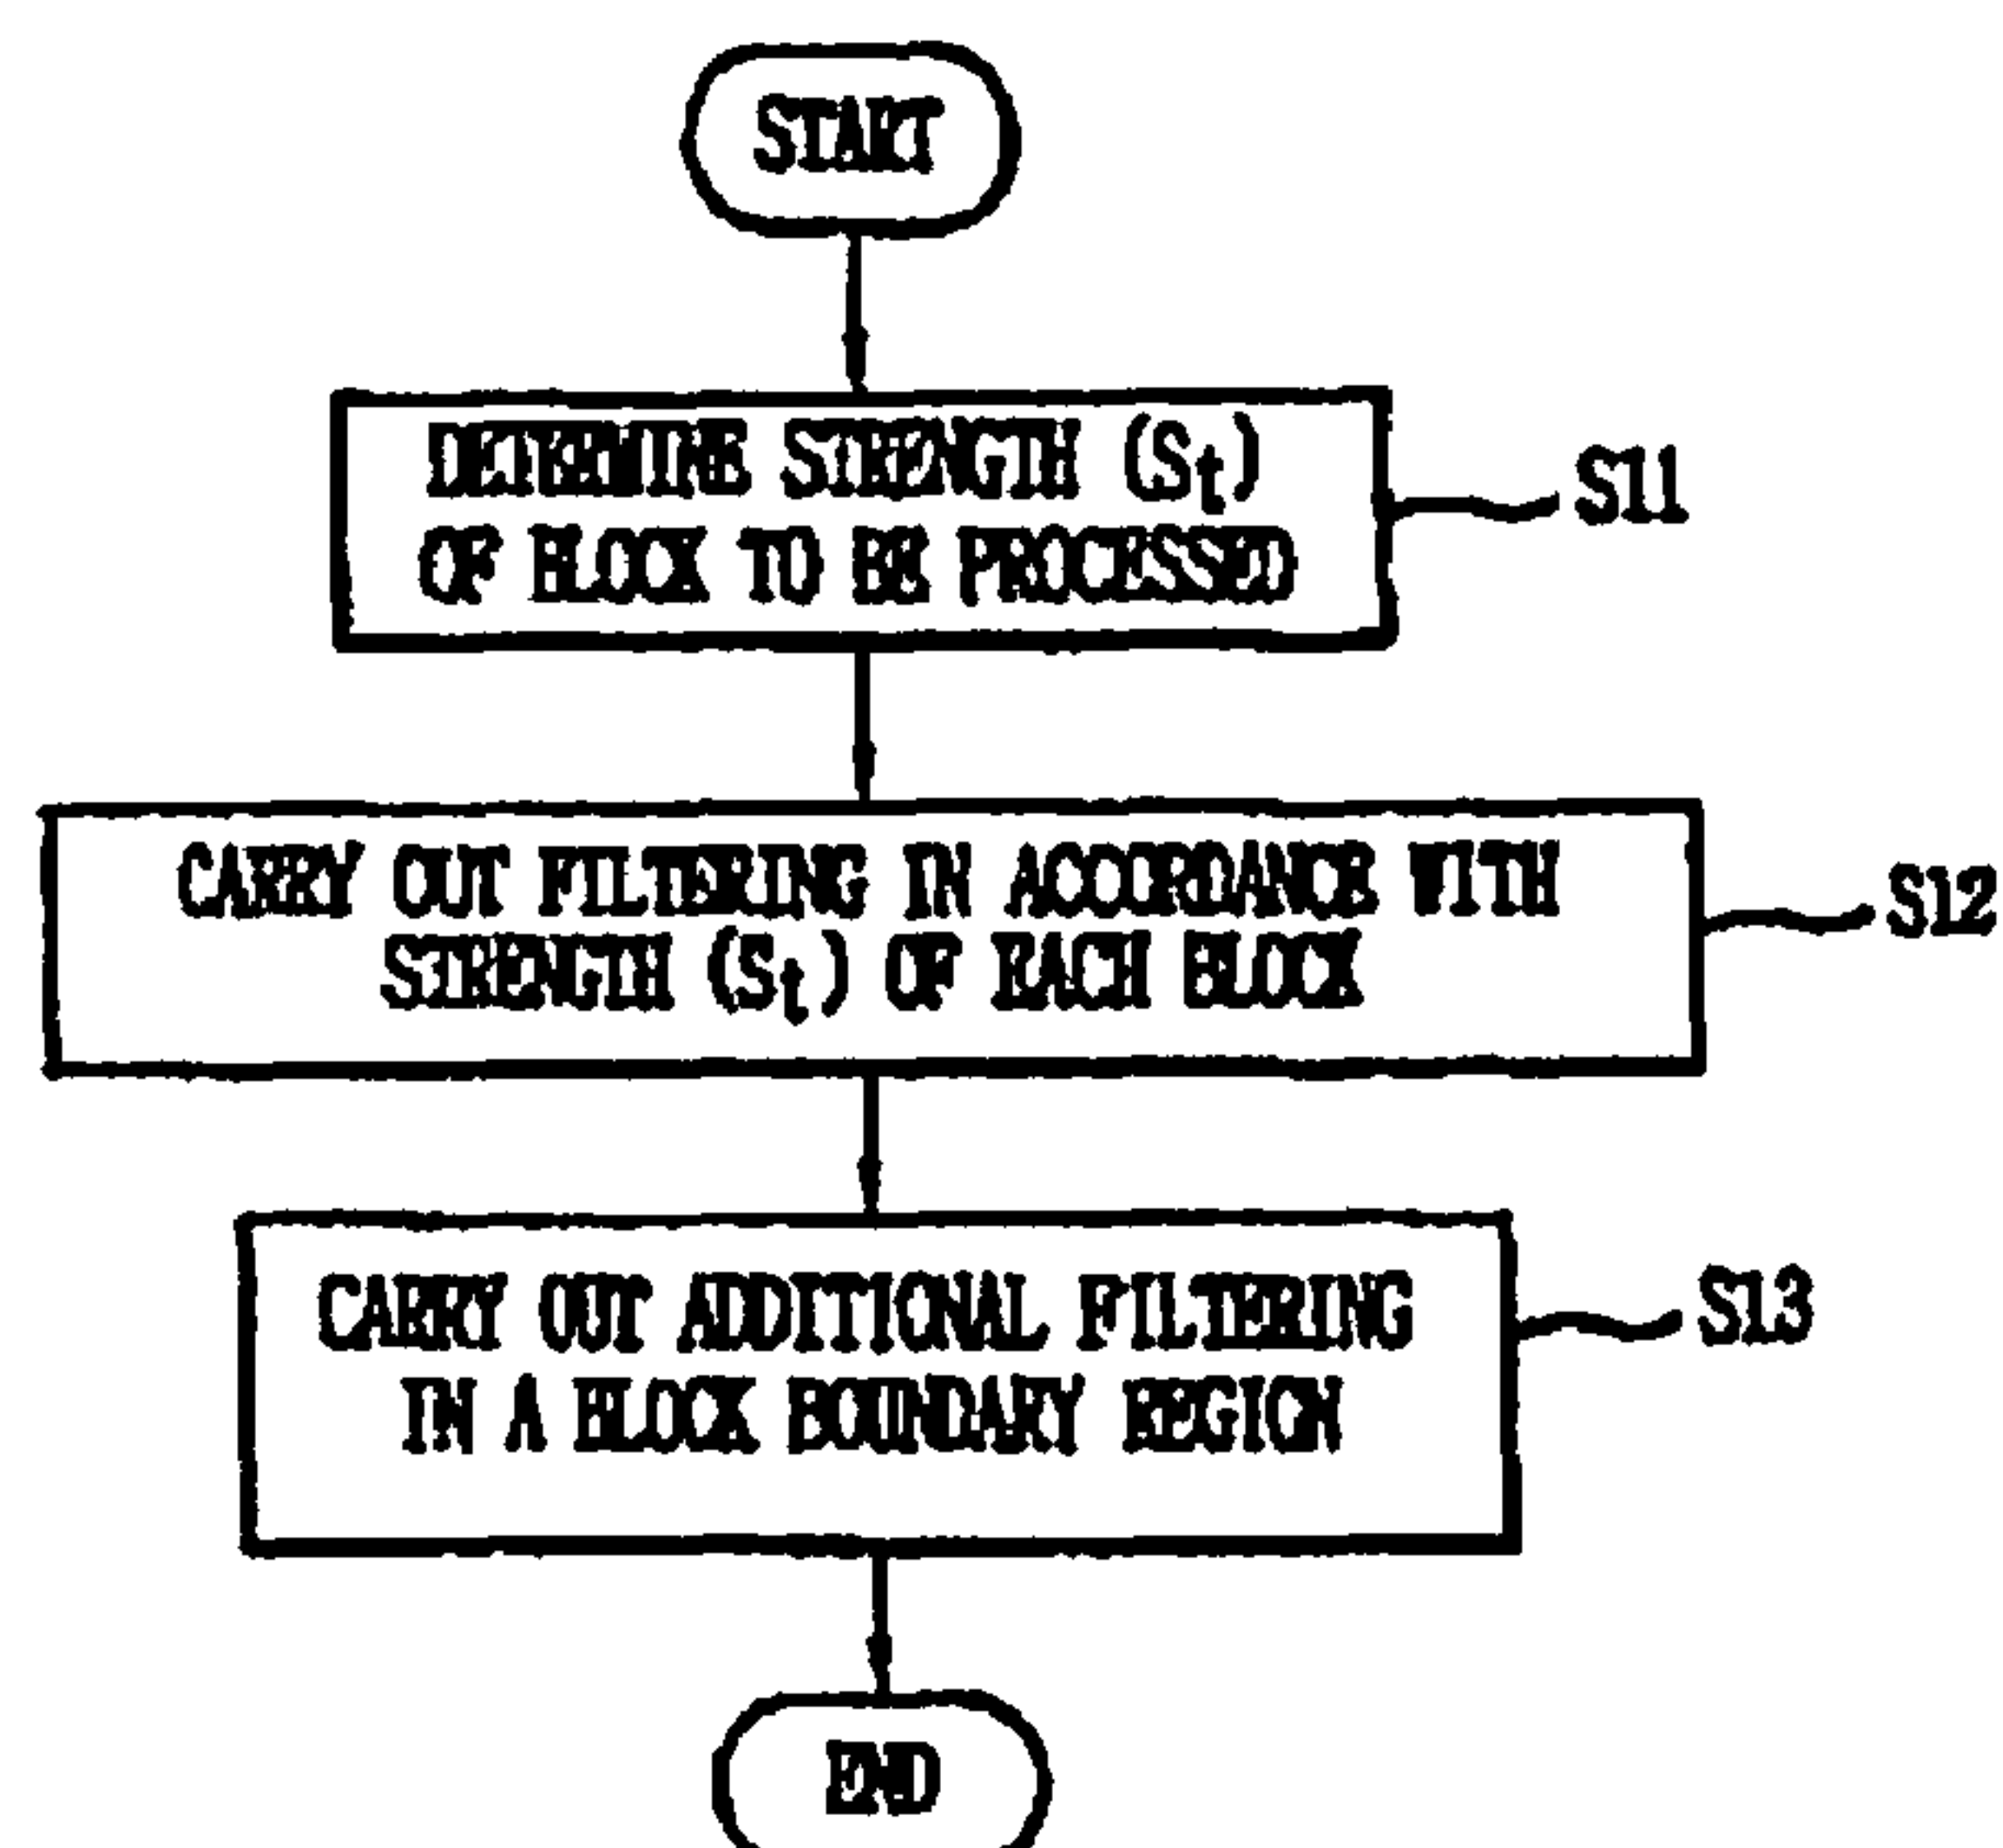 START
DETERMINE STRENGTH (St)
OF BLOCK TO BE PROCESSED
S11
CARRY OUT FILTERING IN ACCORDANCE WITH
STRENGTH (St) OF EACH BLOCK
S12
CARRY OUT ADDITIONAL FILTERING
IN A BLOCK BOUNDARY REGION
S13
END